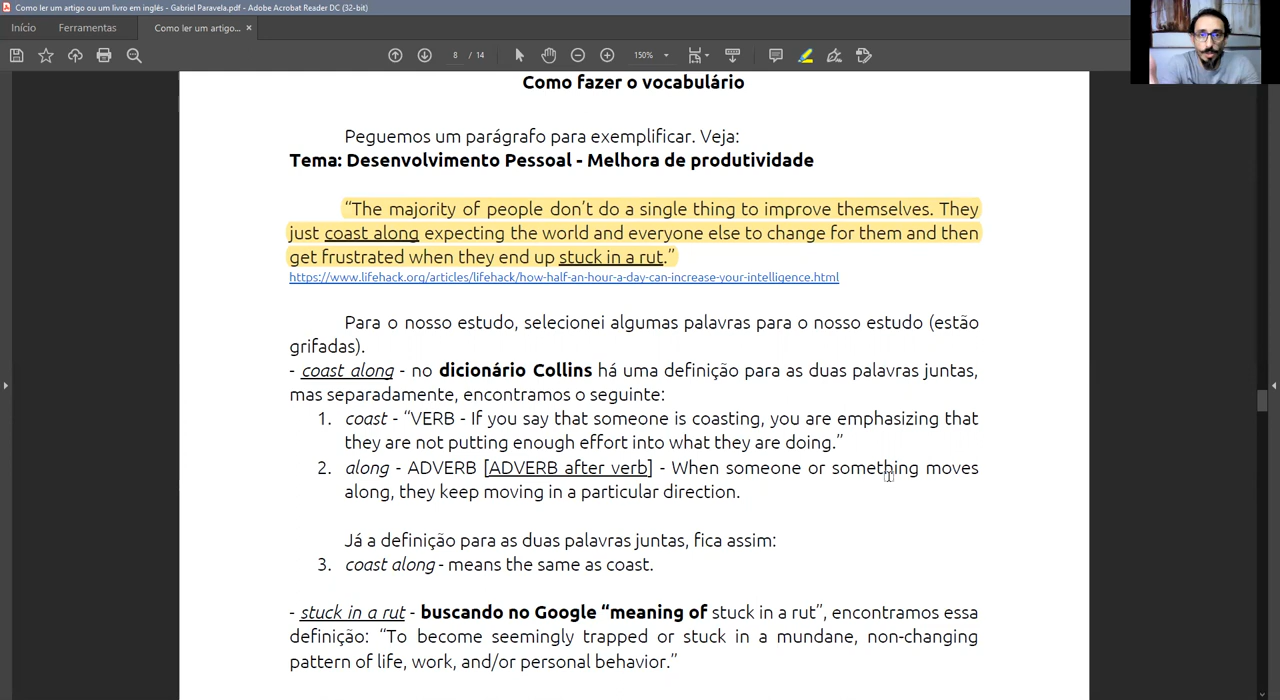 Como ler um artigo ou um livro em inglês - Gabriel Paravela.pdf - Adobe Acrobat Reader DC (32-bit)
Início Ferramentas Como ler um artigo... ×
8 / 14 150%
Como fazer o vocabulário
Peguemos um parágrafo para exemplificar. Veja:
Tema: Desenvolvimento Pessoal - Melhora de produtividade
“The majority of people don’t do a single thing to improve themselves. They
just coast along expecting the world and everyone else to change for them and then
get frustrated when they end up stuck in a rut.”
https://www.lifehack.org/articles/lifehack/how-half-an-hour-a-day-can-increase-your-intelligence.html
Para o nosso estudo, selecionei algumas palavras para o nosso estudo (estão
grifadas).
- coast along - no dicionário Collins há uma definição para as duas palavras juntas,
mas separadamente, encontramos o seguinte:
1. coast - “VERB - If you say that someone is coasting, you are emphasizing that
they are not putting enough effort into what they are doing.”
2. along - ADVERB [ADVERB after verb] - When someone or something moves
along, they keep moving in a particular direction.
Já a definição para as duas palavras juntas, fica assim:
3. coast along - means the same as coast.
- stuck in a rut - buscando no Google “meaning of stuck in a rut”, encontramos essa
definição: “To become seemingly trapped or stuck in a mundane, non-changing
pattern of life, work, and/or personal behavior.”